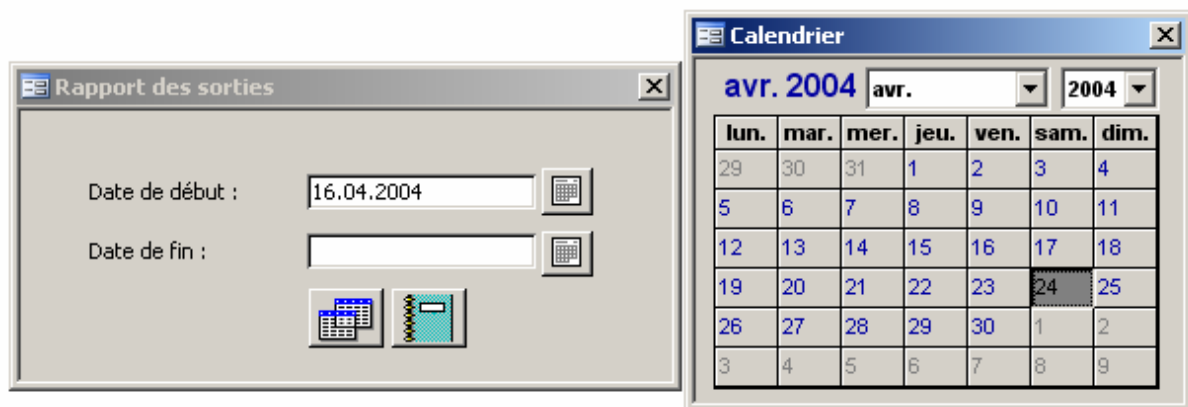 Rapport des sorties
Date de début :
16.04.2004
Date de fin :
Calendrier
avr. 2004
avr.
2004
lun. mar. mer. jeu. ven. sam. dim.
29 30 31 1 2 3 4
5 6 7 8 9 10 11
12 13 14 15 16 17 18
19 20 21 22 23 24 25
26 27 28 29 30 1 2
3 4 5 6 7 8 9